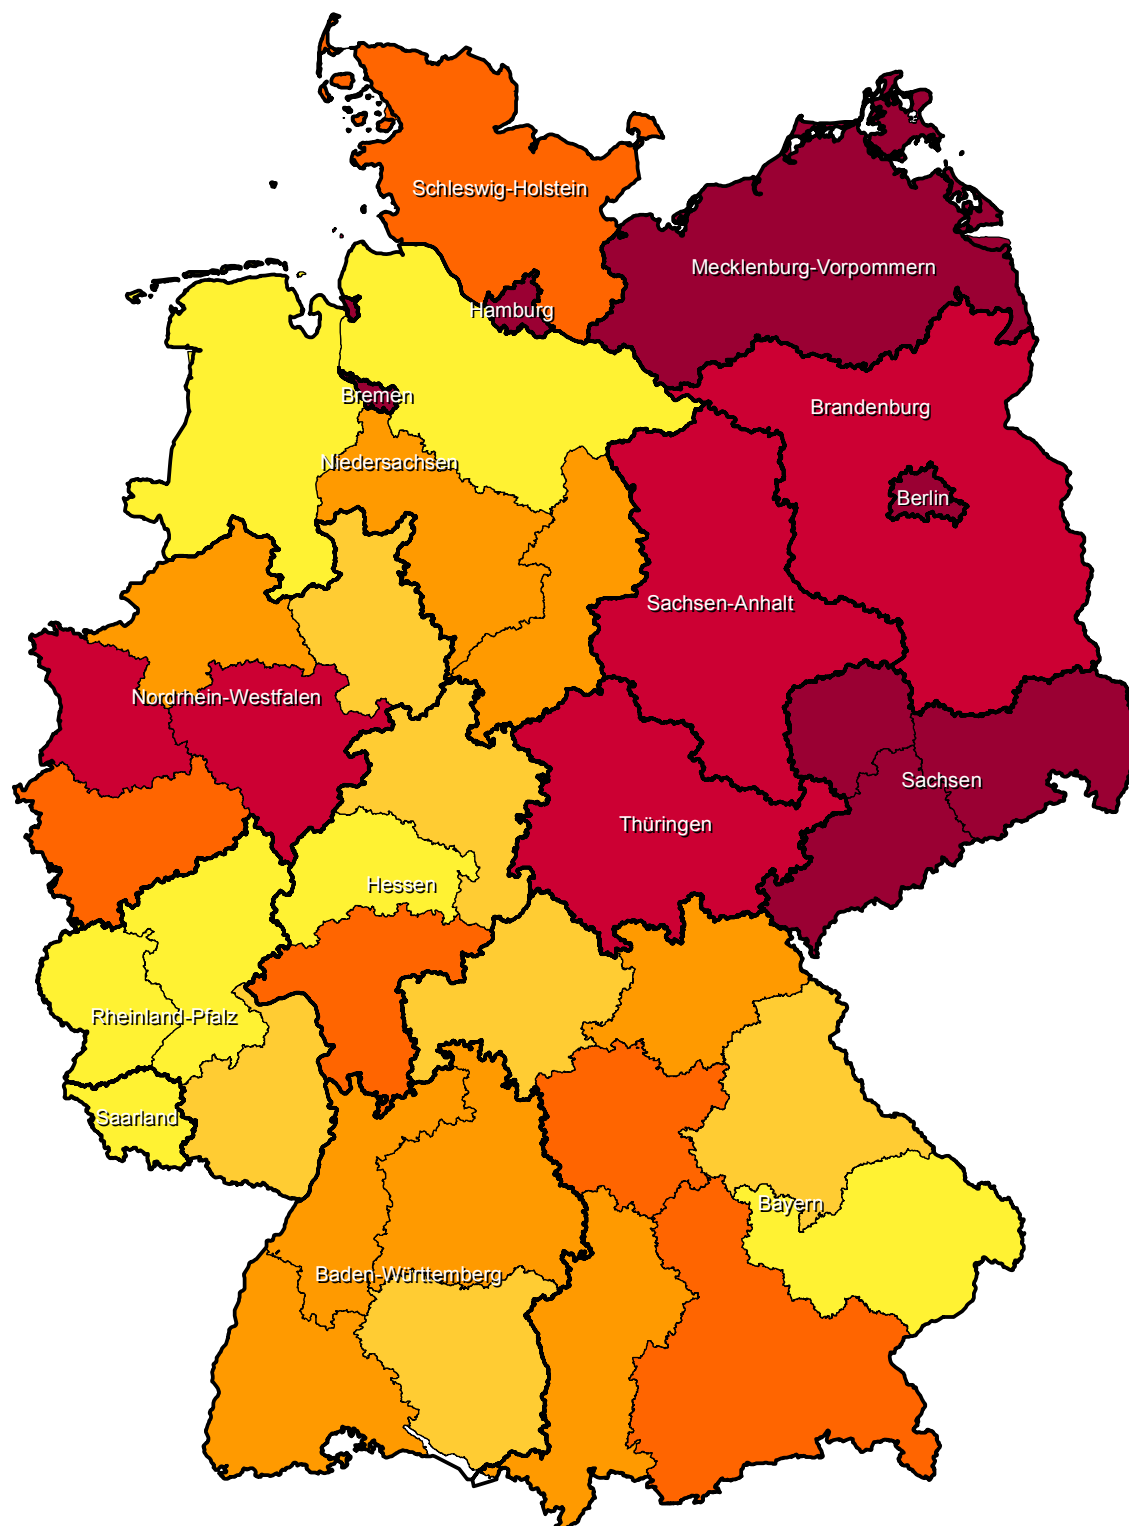 Schleswig-Holstein
Mecklenburg-Vorpommern
Hamburg
Bremen
Brandenburg
Niedersachsen
Berlin
Sachsen-Anhalt
Nordrhein-Westfalen
Sachsen
Thüringen
Hessen
Rheinland-Pfalz
Saarland
Bayern
Baden-Württemberg